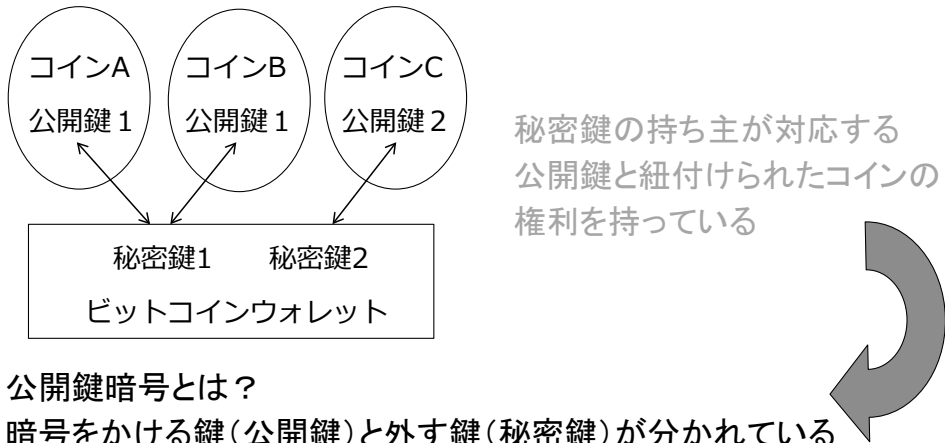 コインA
公開鍵1
コインB
公開鍵1
コインC
公開鍵2
秘密鍵の持ち主が対応する
公開鍵と紐付けられたコインの
権利を持っている
秘密鍵1 秘密鍵2
ビットコインウォレット
公開鍵暗号とは?
暗号をかける鍵(公開鍵)と外す鍵(秘密鍵)が分かれている